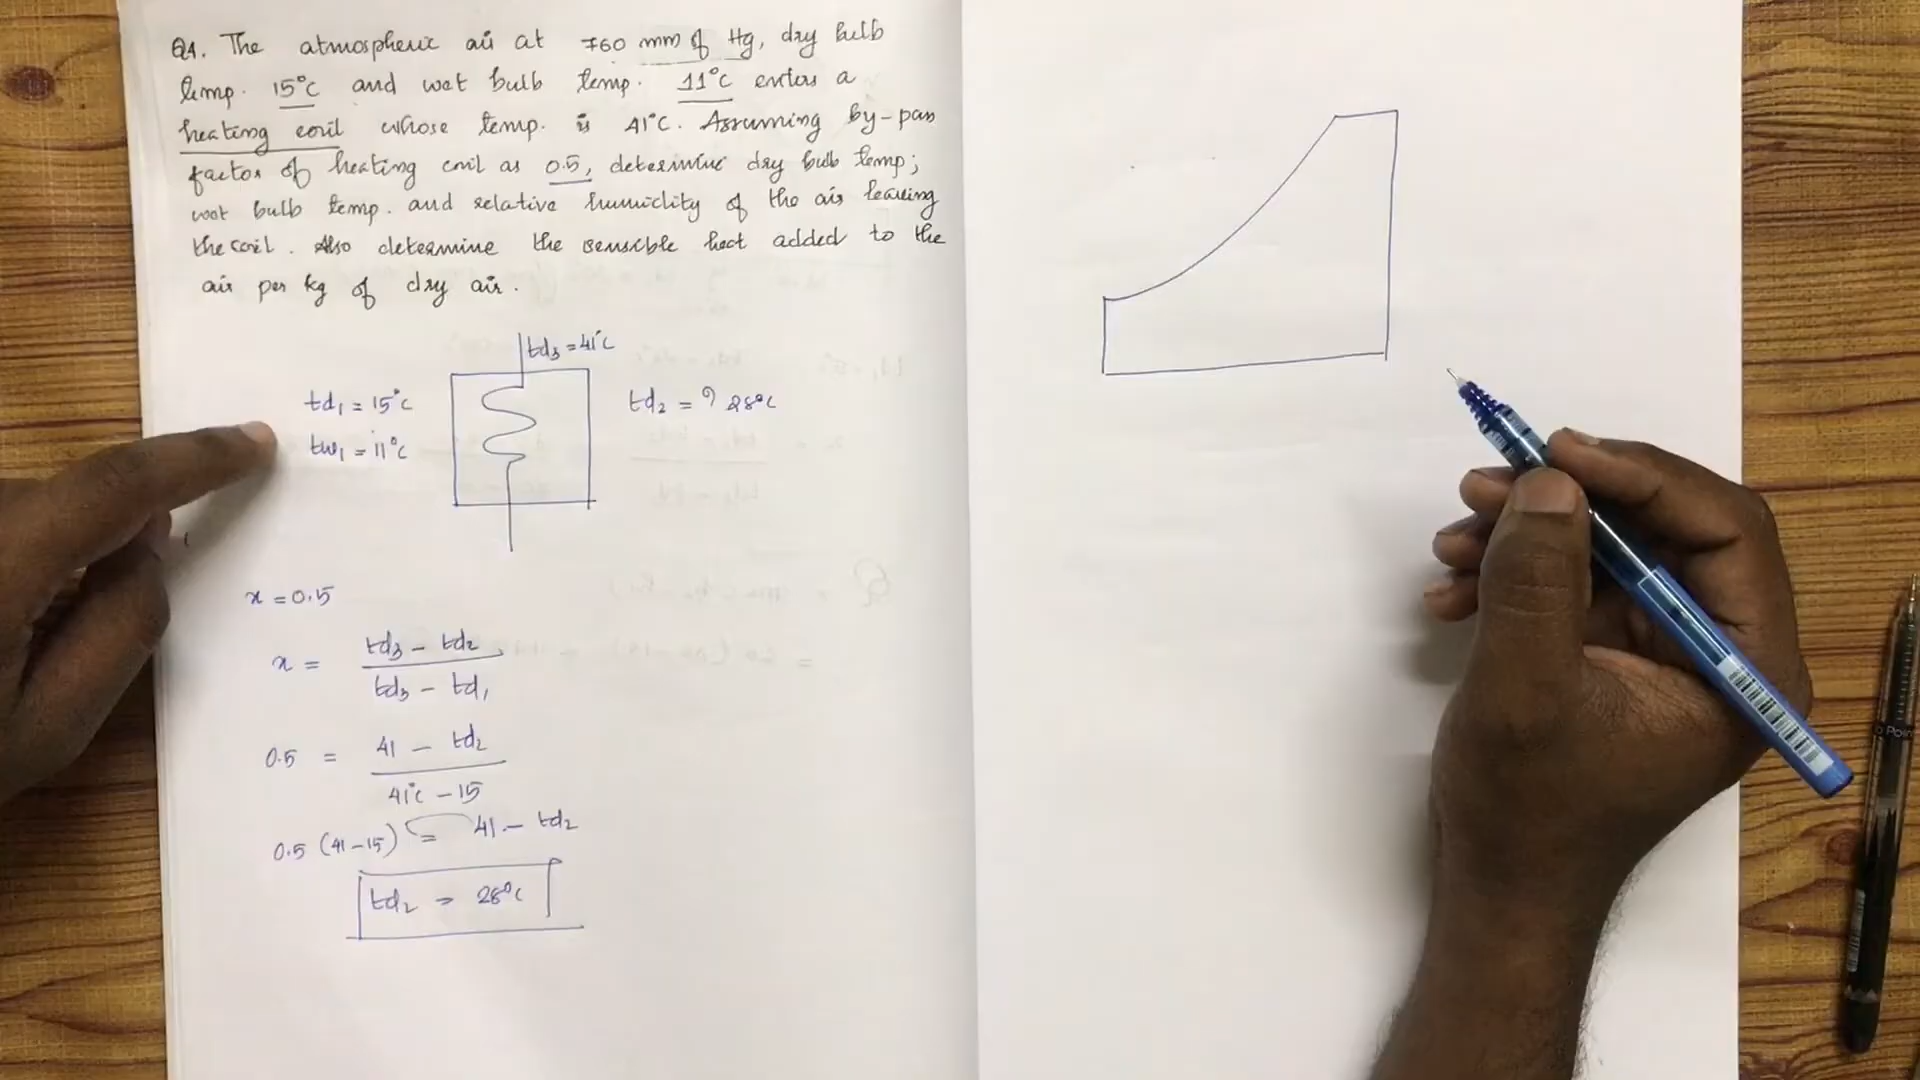 Q1. The atmospheric air at 760 mm of Hg, dry bulb
temp. 15°C and wet bulb temp. 11°C enters a
heating coil whose temp. is 41°C. Assuming by-pass
factor of heating coil as 0.5, determine dry bulb temp;
wet bulb temp. and relative humidity of the air leaving
the coil. Also determine the sensible heat added to the
air per kg of dry air.
td3 = 41°C
td1 = 15°C
td2 = ? 28°C
tw1 = 11°C
x = 0.5
x = td3 - td2
td3 - td1
0.5 = 41 - td2
41°C - 15
0.5 (41-15) = 41 - td2
td2 = 28°C